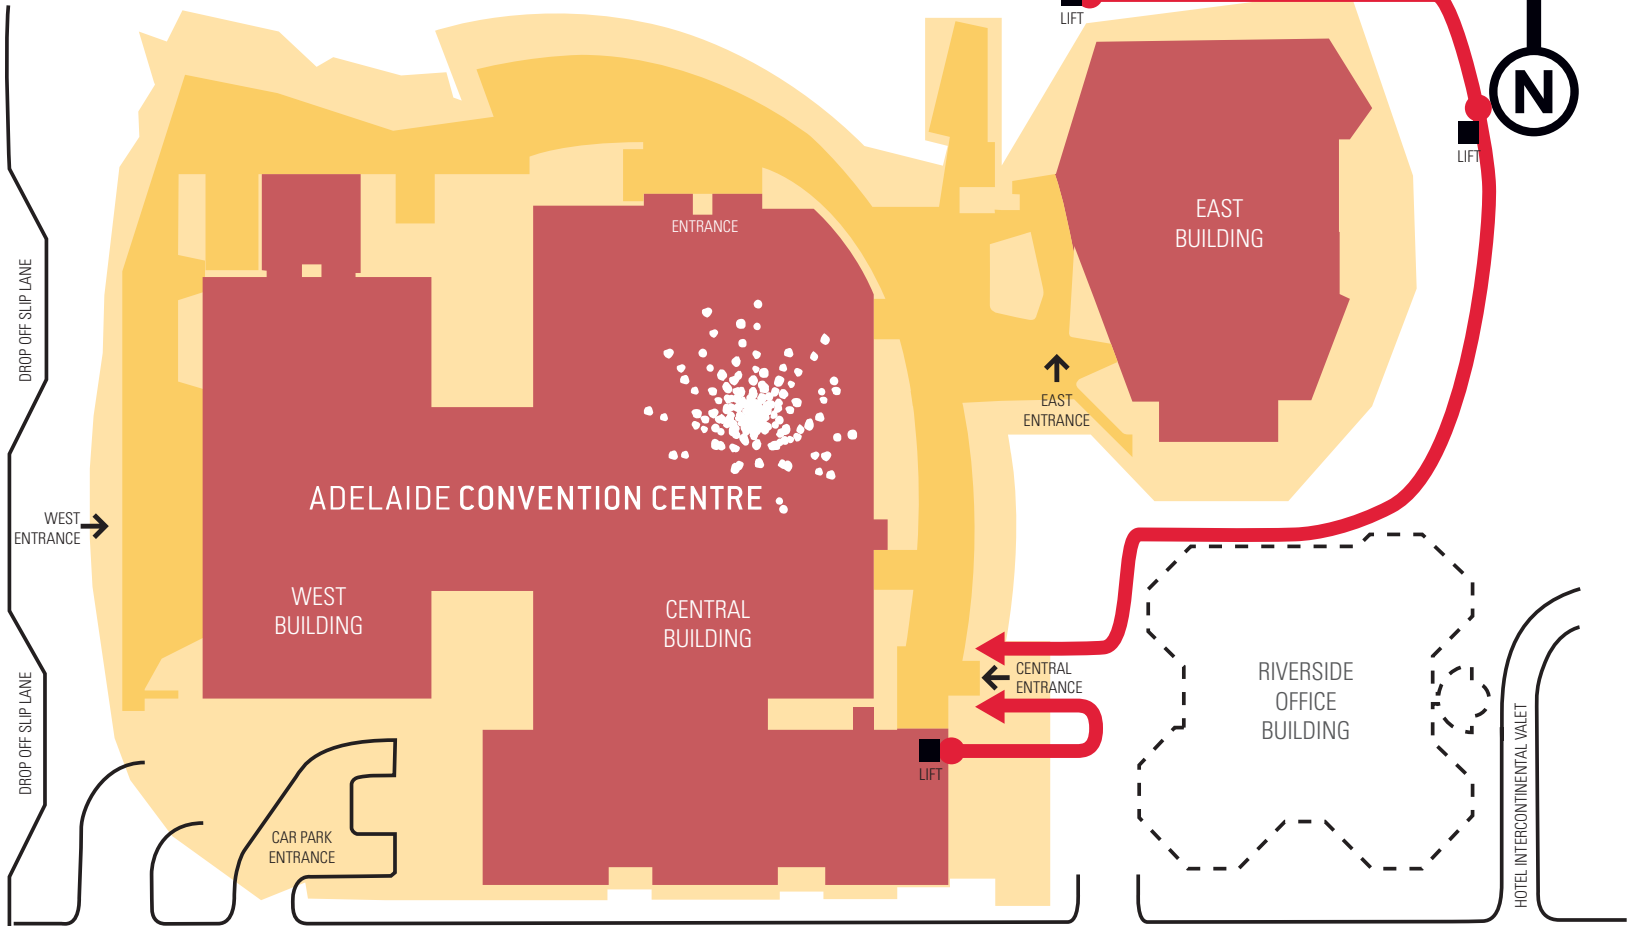 LIFT
N
LIFT
EAST
BUILDING
ENTRANCE
DROP OFF SLIP LANE
EAST
ENTRANCE
ADELAIDE CONVENTION CENTRE
WEST
ENTRANCE
WEST
BUILDING
CENTRAL
BUILDING
CENTRAL
ENTRANCE
RIVERSIDE
OFFICE
BUILDING
DROP OFF SLIP LANE
LIFT
HOTEL INTERCONTINENTAL VALET
CAR PARK
ENTRANCE